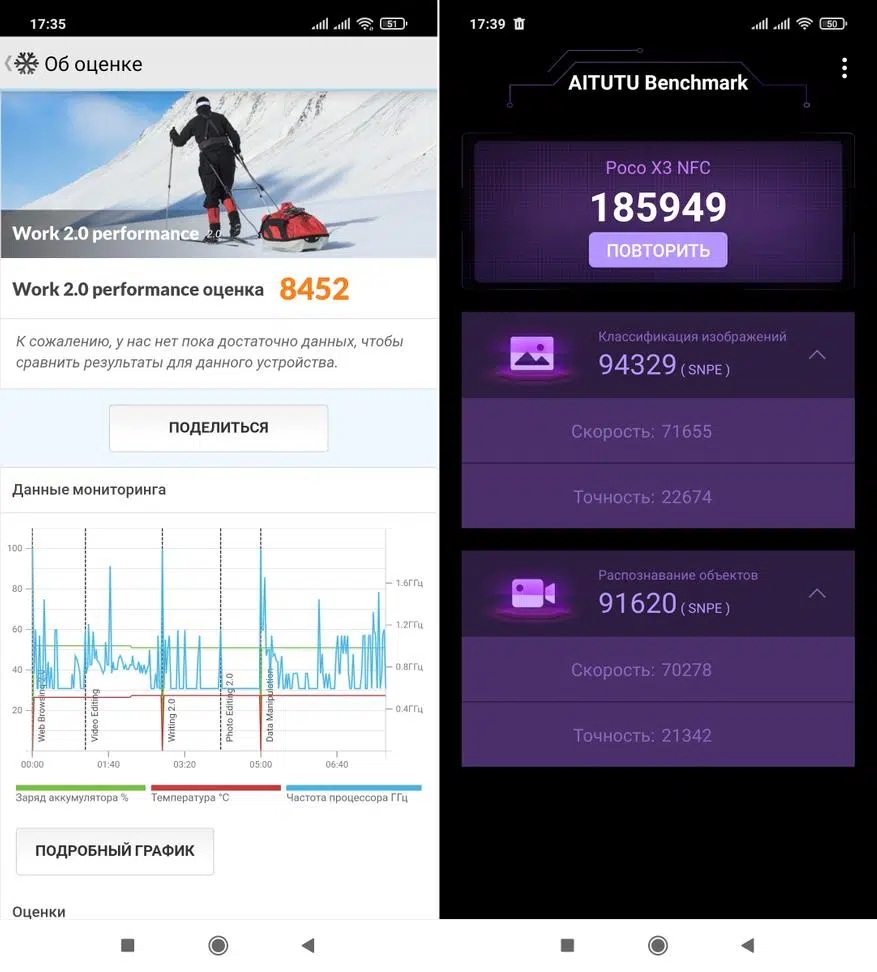 17:35
51
Об оценке
Work 2.0 performance 2.0
Work 2.0 performance оценка 8452
К сожалению, у нас нет пока достаточно данных, чтобы
сравнить результаты для данного устройства.
ПОДЕЛИТЬСЯ
Данные мониторинга
100
80
60
40
20
1.6ГГц
1.2ГГц
0.8ГГц
0.4ГГц
Web Browsing
Video Editing
Writing 2.0
Photo Editing 2.0
Data Manipulation
00:00 01:40 03:20 05:00 06:40
Заряд аккумулятора % Температура °C Частота процессора ГГц
ПОДРОБНЫЙ ГРАФИК
Оценки
17:39
50
AITUTU Benchmark
Poco X3 NFC
185949
ПОВТОРИТЬ
Классификация изображений
94329 ( SNPE )
Скорость: 71655
Точность: 22674
Распознавание объектов
91620 ( SNPE )
Скорость: 70278
Точность: 21342